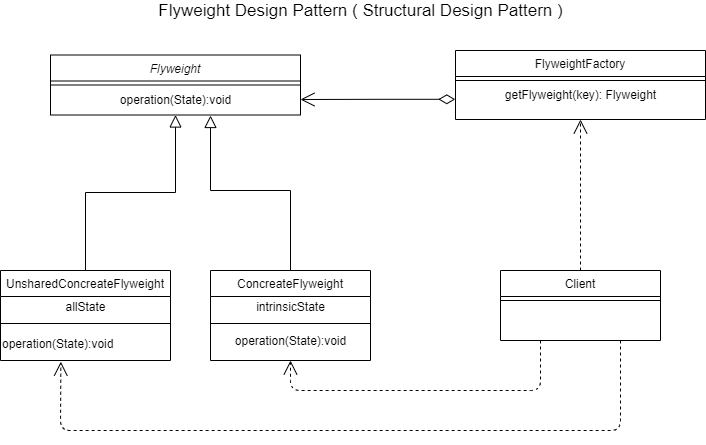 Flyweight Design Pattern ( Structural Design Pattern )
Flyweight
operation(State):void
FlyweightFactory
getFlyweight(key): Flyweight
UnsharedConcreateFlyweight
allState
operation(State):void
ConcreateFlyweight
intrinsicState
operation(State):void
Client